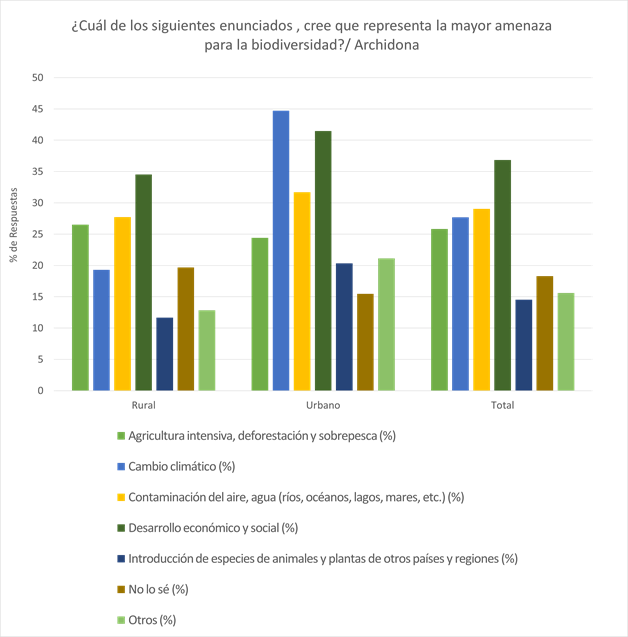 ¿Cuál de los siguientes enunciados , cree que representa la mayor amenaza
para la biodiversidad?/ Archidona
50
45
40
35
30
25
20
15
10
5
0
% de Respuestas
Rural
Urbano
Total
Agricultura intensiva, deforestación y sobrepesca (%)
Cambio climático (%)
Contaminación del aire, agua (ríos, océanos, lagos, mares, etc.) (%)
Desarrollo económico y social (%)
Introducción de especies de animales y plantas de otros países y regiones (%)
No lo sé (%)
Otros (%)